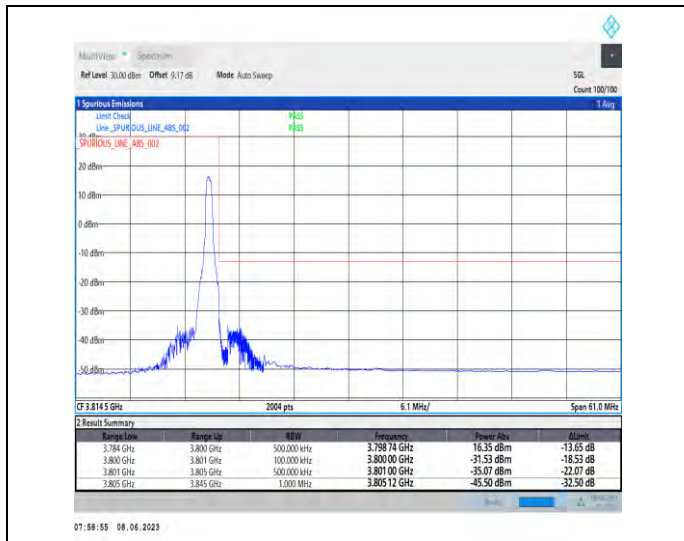 MultiView Spectrum
Ref Level 30.00 dBm Offset 9.17 dB Mode Auto Sweep SGL
Count 100/100
1 Spurious Emissions 1 Avg
Limit Check PASS
Line _SPURIOUS_LINE_ABS_002 PASS
30 dBm
_SPURIOUS_LINE_ABS_002
20 dBm
10 dBm
0 dBm
-10 dBm
-20 dBm
-30 dBm
-40 dBm
-50 dBm
CF 3.814 5 GHz 2004 pts 6.1 MHz/ Span 61.0 MHz
2 Result Summary
Range Low Range Up RBW Frequency Power Abs ΔLimit
3.784 GHz 3.800 GHz 500.000 kHz 3.798 74 GHz 16.35 dBm -13.65 dB
3.800 GHz 3.801 GHz 100.000 kHz 3.800 00 GHz -31.53 dBm -18.53 dB
3.801 GHz 3.805 GHz 500.000 kHz 3.801 00 GHz -35.07 dBm -22.07 dB
3.805 GHz 3.845 GHz 1.000 MHz 3.805 12 GHz -45.50 dBm -32.50 dB
07:58:55 08.06.2023